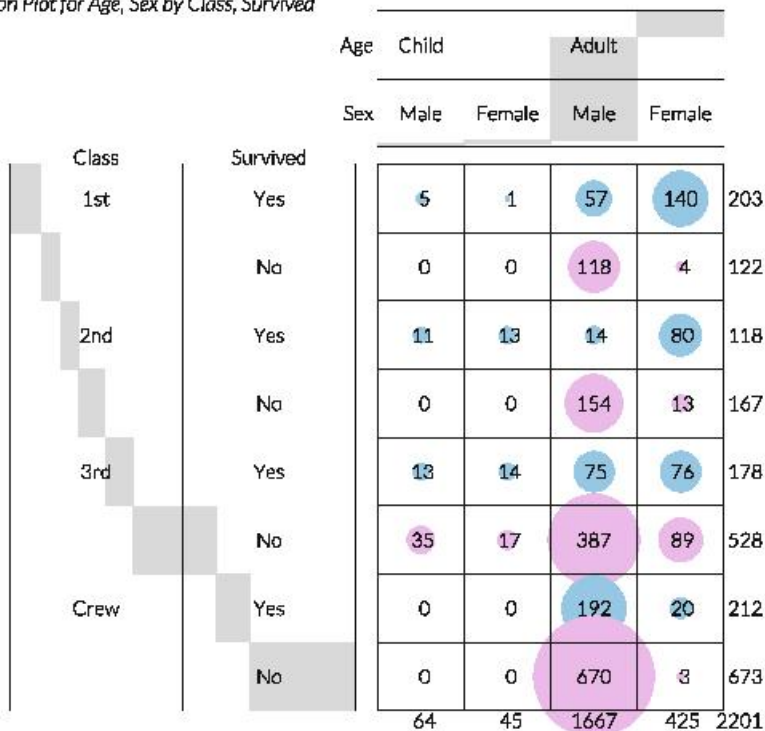 on Plot for Age, Sex by Class, Survived
Age Child Adult
Sex Male Female Male Female
Class Survived
1st Yes 5 1 57 140 203
No 0 0 118 4 122
2nd Yes 11 13 14 80 118
No 0 0 154 13 167
3rd Yes 13 14 75 76 178
No 35 17 387 89 528
Crew Yes 0 0 192 20 212
No 0 0 670 3 673
64 45 1667 425 2201